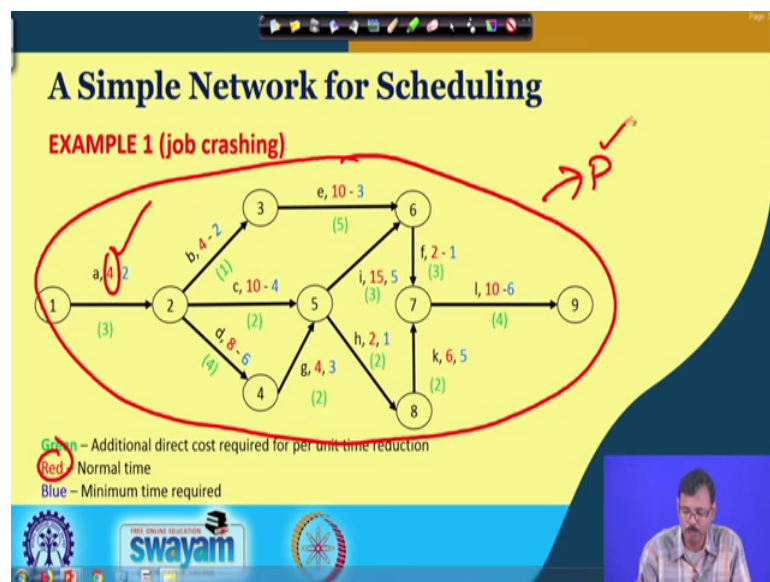 Page
A Simple Network for Scheduling
EXAMPLE 1 (job crashing)
P
3
e, 10 - 3
(5)
6
b, 4 - 2
(1)
f, 2 - 1
(3)
a, 4 2
(3)
1
2
c, 10 - 4
(2)
5
i, 15, 5
(3)
7
l, 10 -6
(4)
9
d, 8 - 6
(4)
g, 4, 3
(2)
h, 2, 1
(2)
k, 6, 5
(2)
4
8
Green – Additional direct cost required for per unit time reduction
Red - Normal time
Blue – Minimum time required
FREE ONLINE EDUCATION
swayam